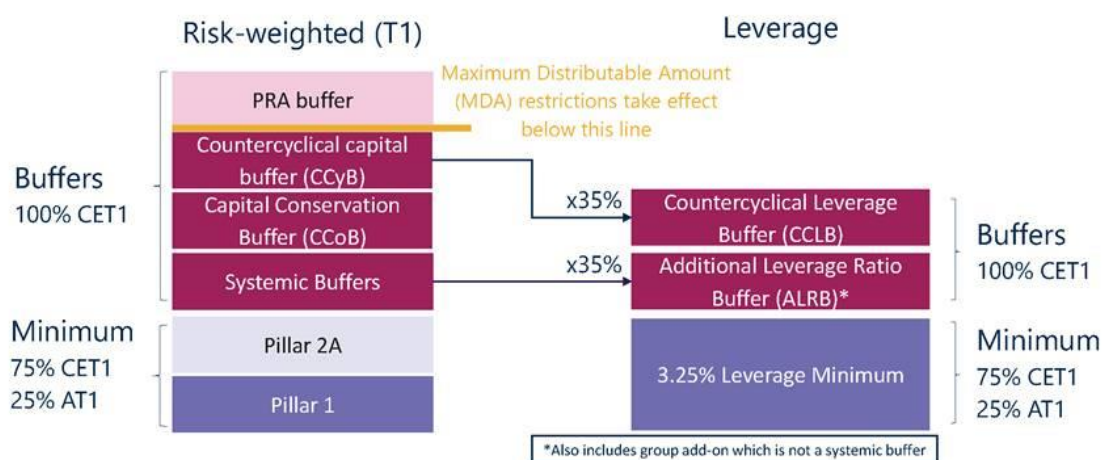 Risk-weighted (T1)
Leverage
PRA buffer
Maximum Distributable Amount
(MDA) restrictions take effect
below this line
Buffers
100% CET1
Countercyclical capital
buffer (CCyB)
Capital Conservation
Buffer (CCoB)
Systemic Buffers
x35%
x35%
Countercyclical Leverage
Buffer (CCLB)
Additional Leverage Ratio
Buffer (ALRB)*
Buffers
100% CET1
Minimum
75% CET1
25% AT1
Pillar 2A
Pillar 1
3.25% Leverage Minimum
Minimum
75% CET1
25% AT1
*Also includes group add-on which is not a systemic buffer